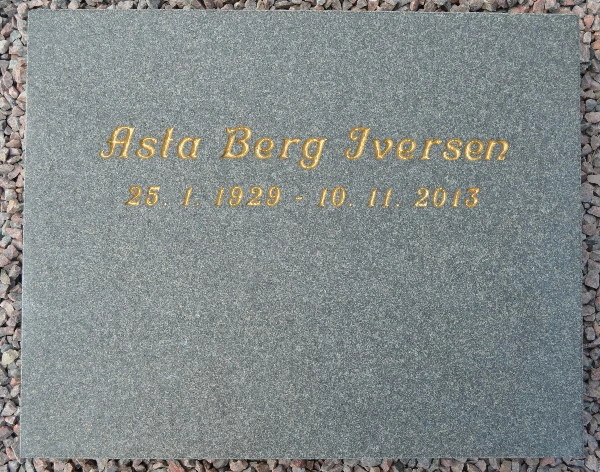 Asta Berg Iversen
25. 1. 1929 - 10. 11. 2013